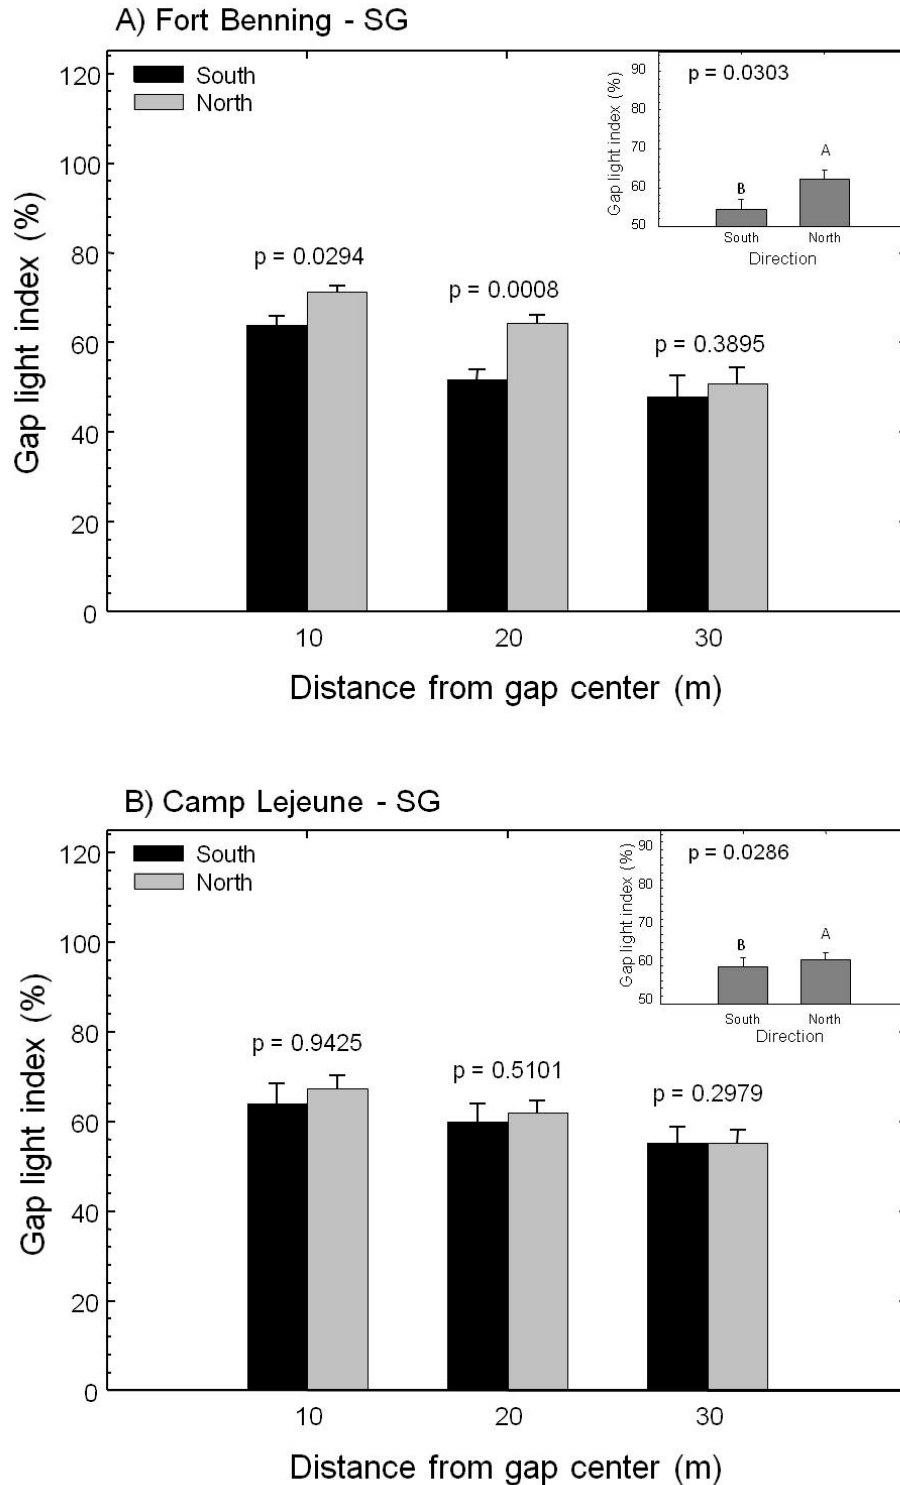 A) Fort Benning - SG
South
North
p = 0.0303
Gap light index (%)
90
80
70
60
50
B
A
South
North
Direction
Gap light index (%)
120
100
80
60
40
20
0
p = 0.0294
p = 0.0008
p = 0.3895
10
20
30
Distance from gap center (m)
B) Camp Lejeune - SG
South
North
p = 0.0286
Gap light index (%)
90
80
70
60
50
B
A
South
North
Direction
Gap light index (%)
120
100
80
60
40
20
0
p = 0.9425
p = 0.5101
p = 0.2979
10
20
30
Distance from gap center (m)